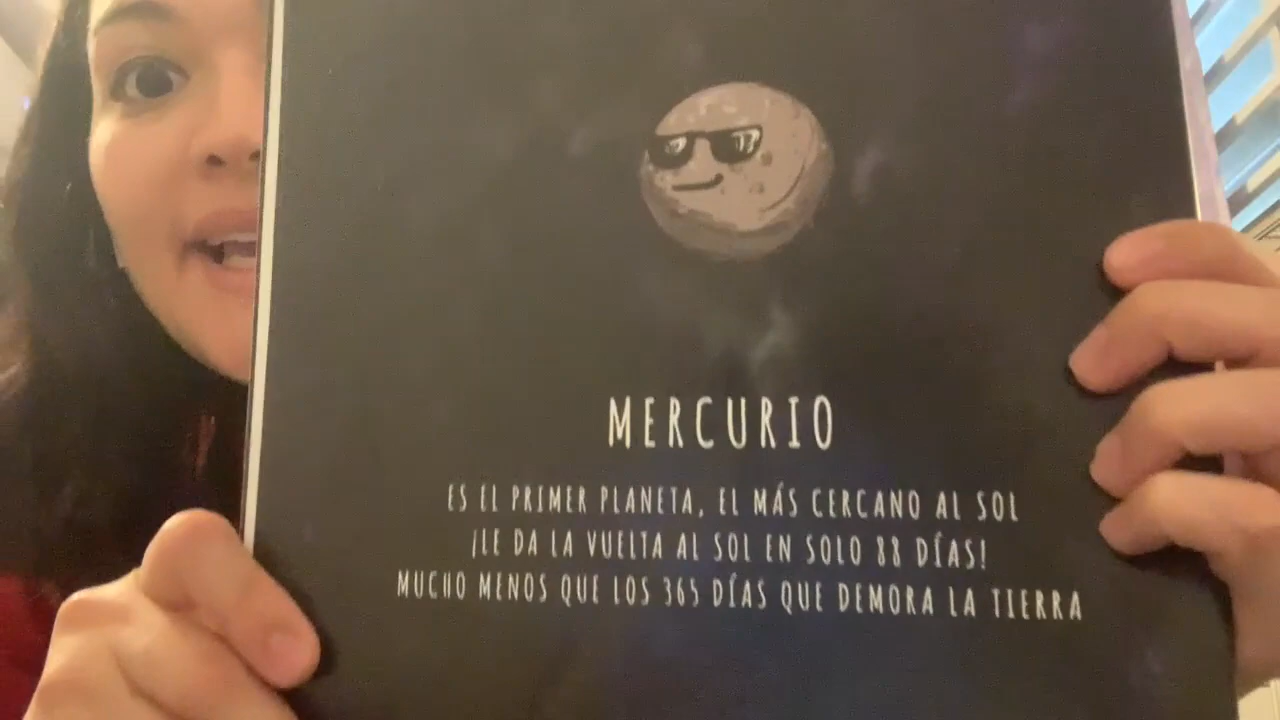 MERCURIO
ES EL PRIMER PLANETA, EL MÁS CERCANO AL SOL
¡LE DA LA VUELTA AL SOL EN SOLO 88 DÍAS!
MUCHO MENOS QUE LOS 365 DÍAS QUE DEMORA LA TIERRA